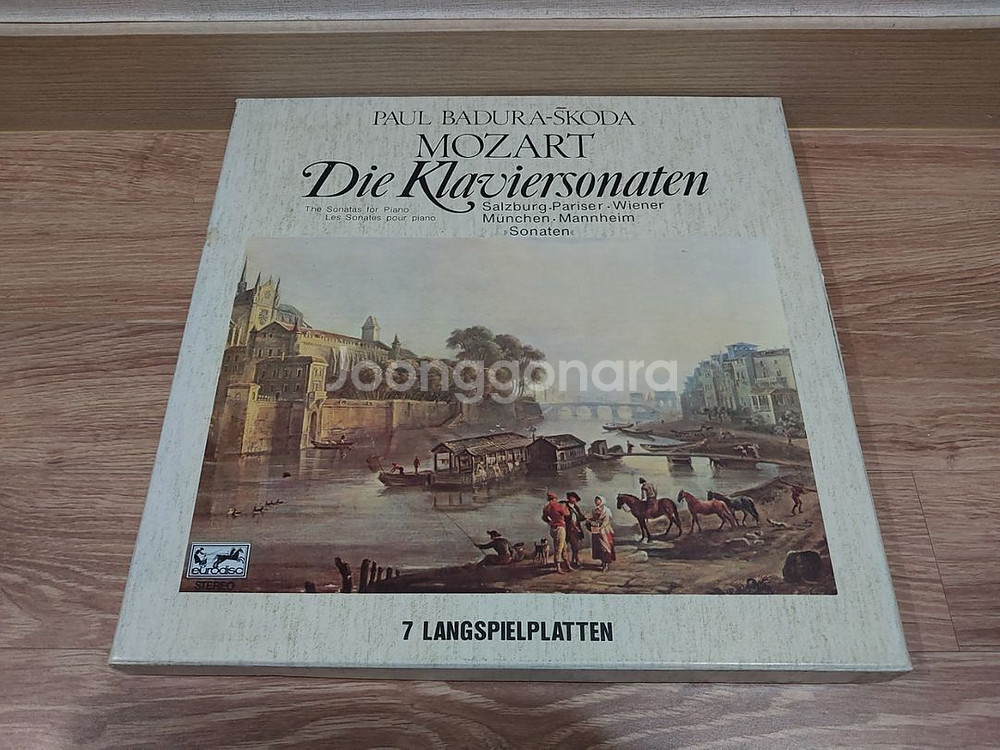 PAUL BADURA-ŠKODA
MOZART
Die Klaviersonaten
The Sonatas for Piano
Les Sonates pour piano
Salzburg·Pariser·Wiener
München·Mannheim
»Sonaten«
Joonggonara
eurodisc
STEREO
7 LANGSPIELPLATTEN